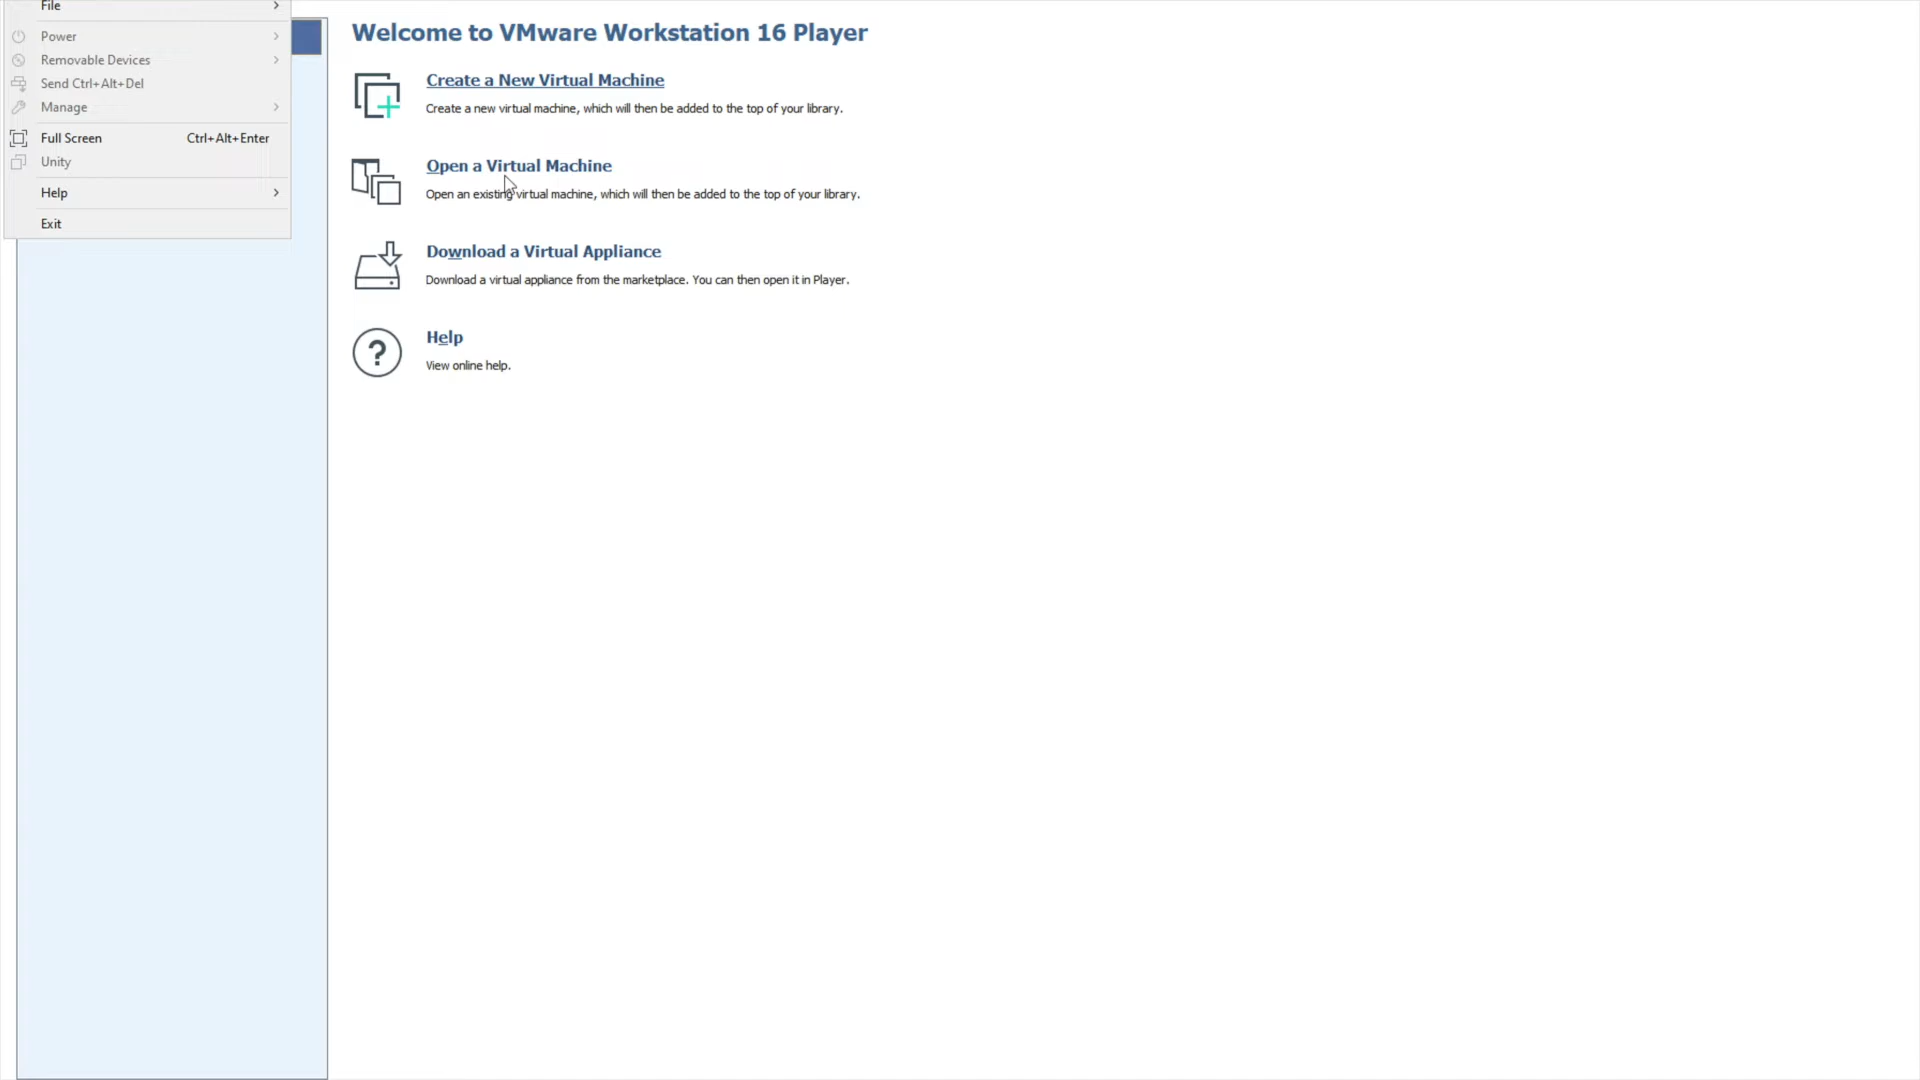 File
Power
Removable Devices
Send Ctrl+Alt+Del
Manage
Full Screen Ctrl+Alt+Enter
Unity
Help
Exit
Welcome to VMware Workstation 16 Player
Create a New Virtual Machine
Create a new virtual machine, which will then be added to the top of your library.
Open a Virtual Machine
Open an existing virtual machine, which will then be added to the top of your library.
Download a Virtual Appliance
Download a virtual appliance from the marketplace. You can then open it in Player.
Help
View online help.